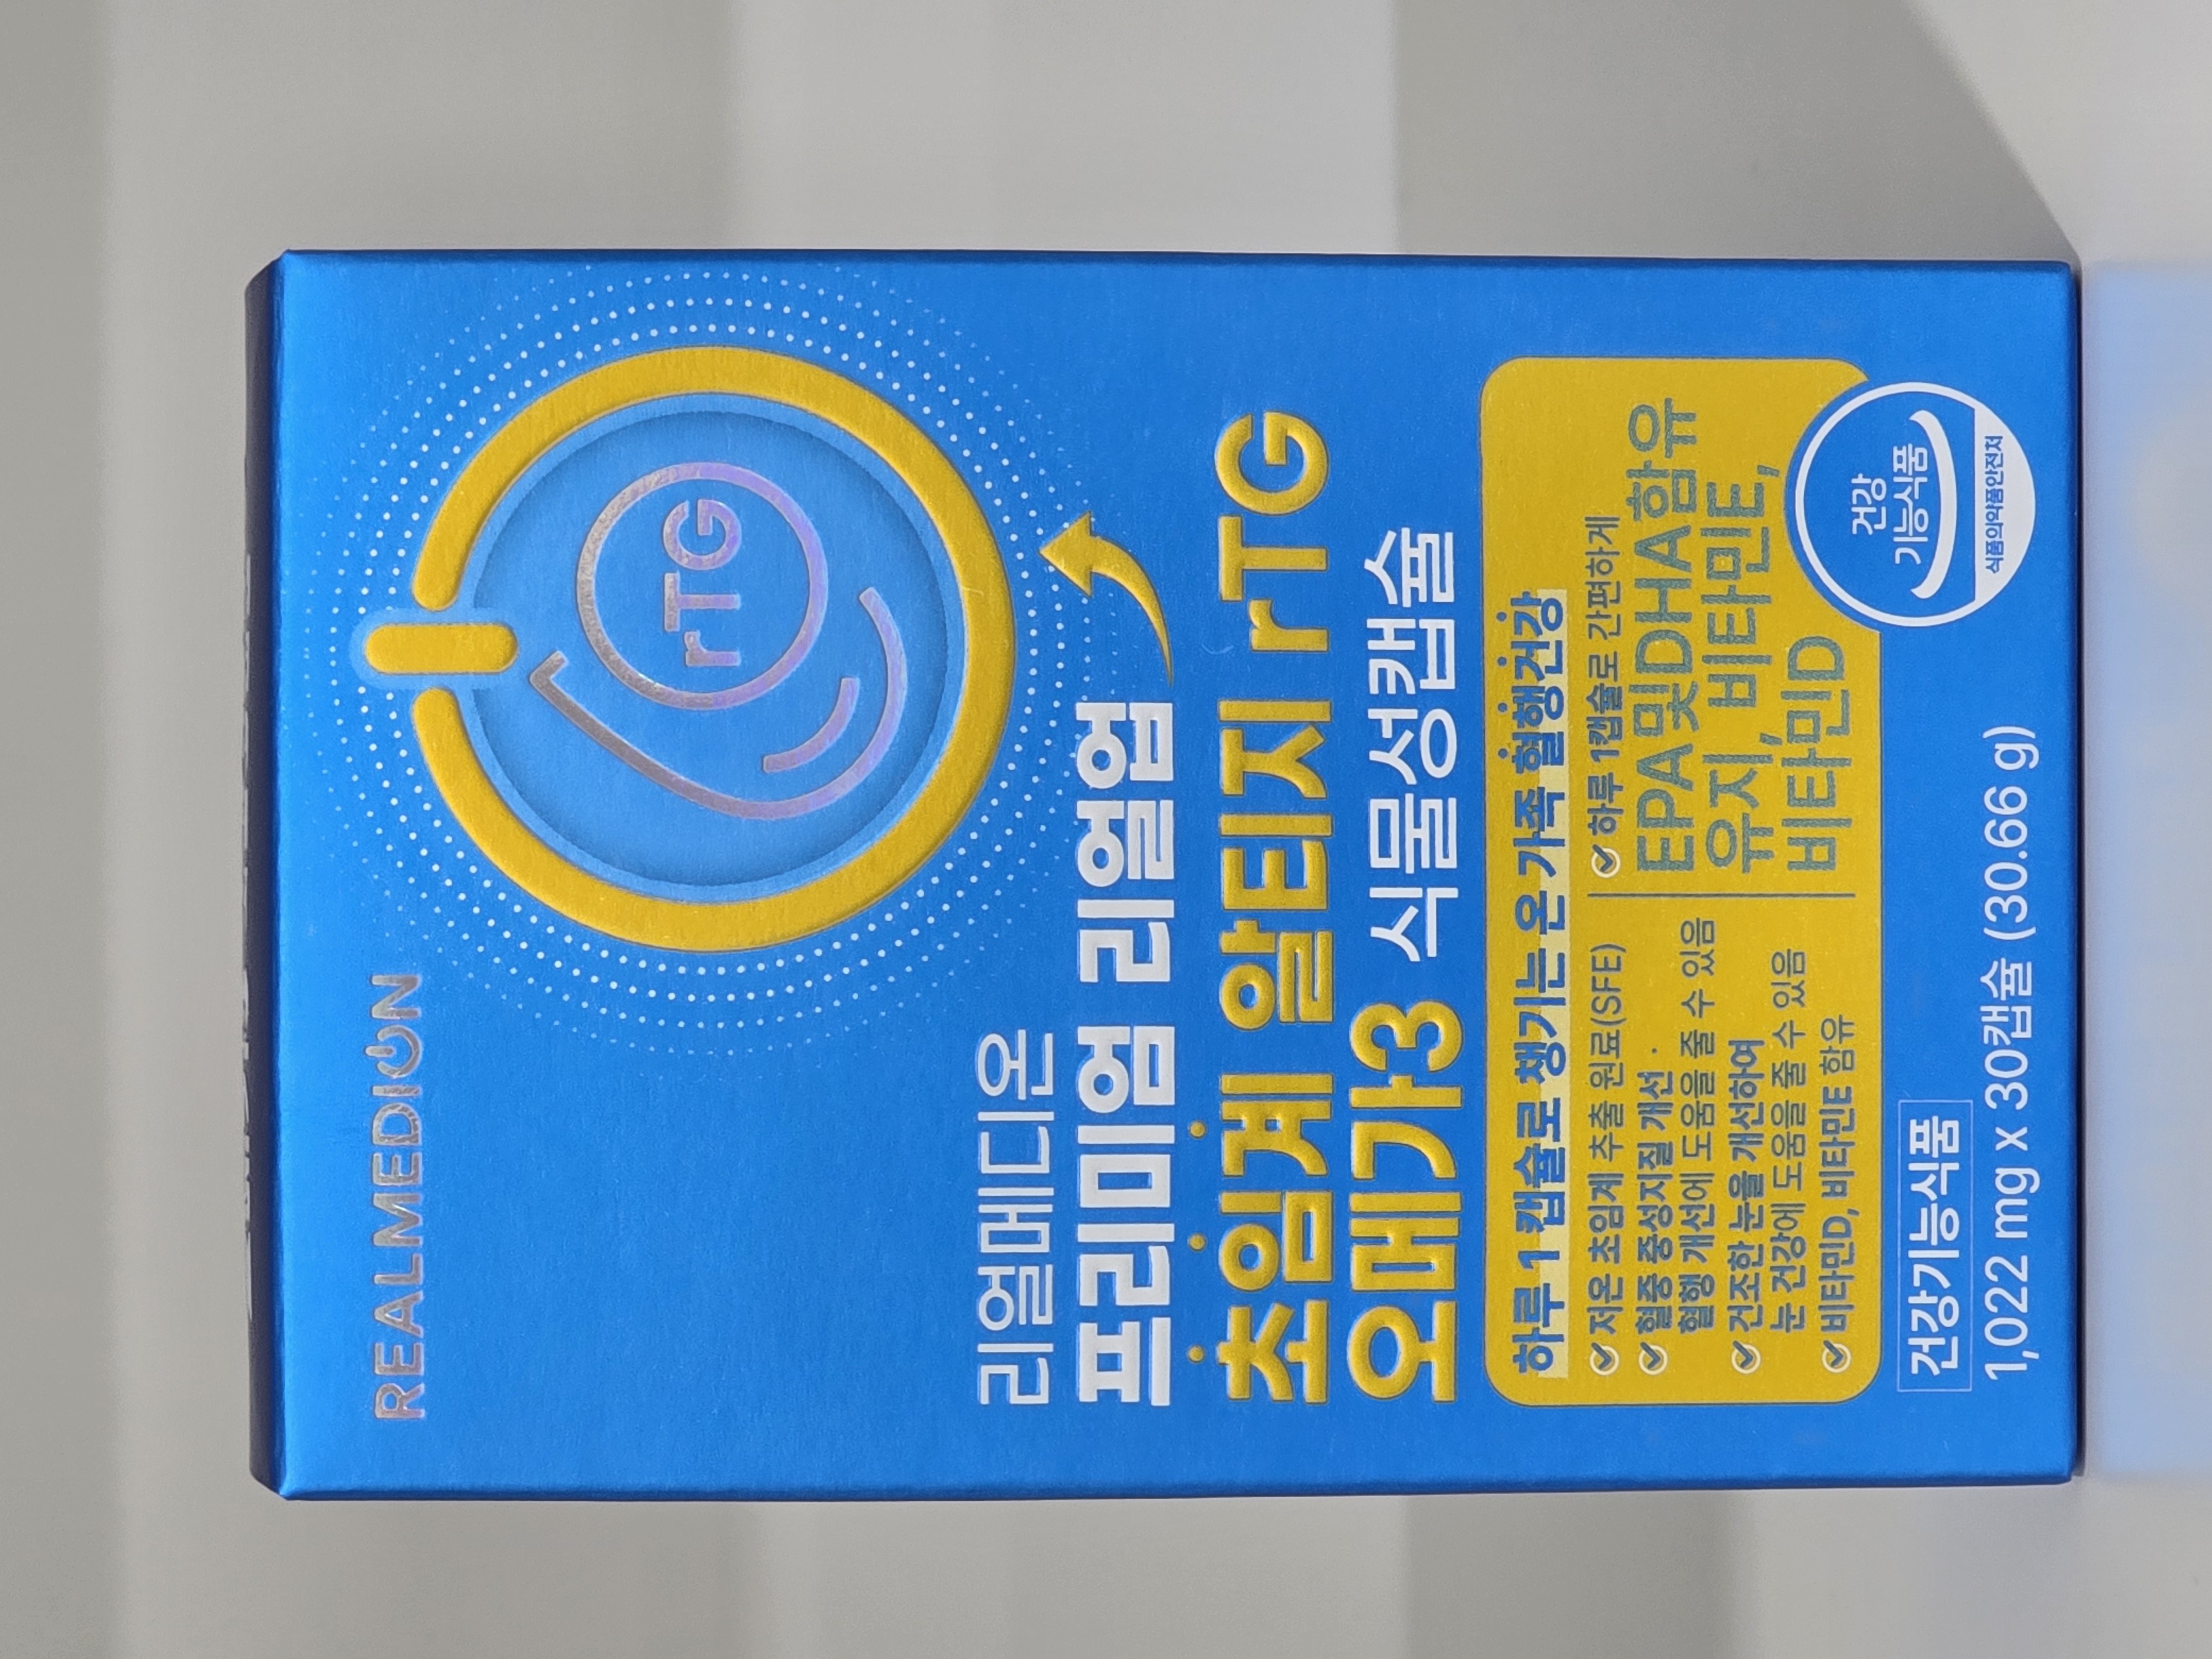 REALMEDION
rTG
리얼메디온
프리미엄 리얼업
초임계 알티지 rTG
오메가3 식물성캡슐
하루 1 캡슐로 챙기는 온 가족 혈행건강
저온 초임계 추출 원료(SFE)
혈중 중성지질 개선 ·
혈행 개선에 도움을 줄 수 있음
건조한 눈을 개선하여
눈 건강에 도움을 줄 수 있음
비타민D, 비타민E 함유
하루 1캡슐로 간편하게
EPA및DHA함유
유지, 비타민E,
비타민D
건강
기능식품
식품의약품안전처
건강기능식품
1,022 mg x 30캡슐 (30.66 g)